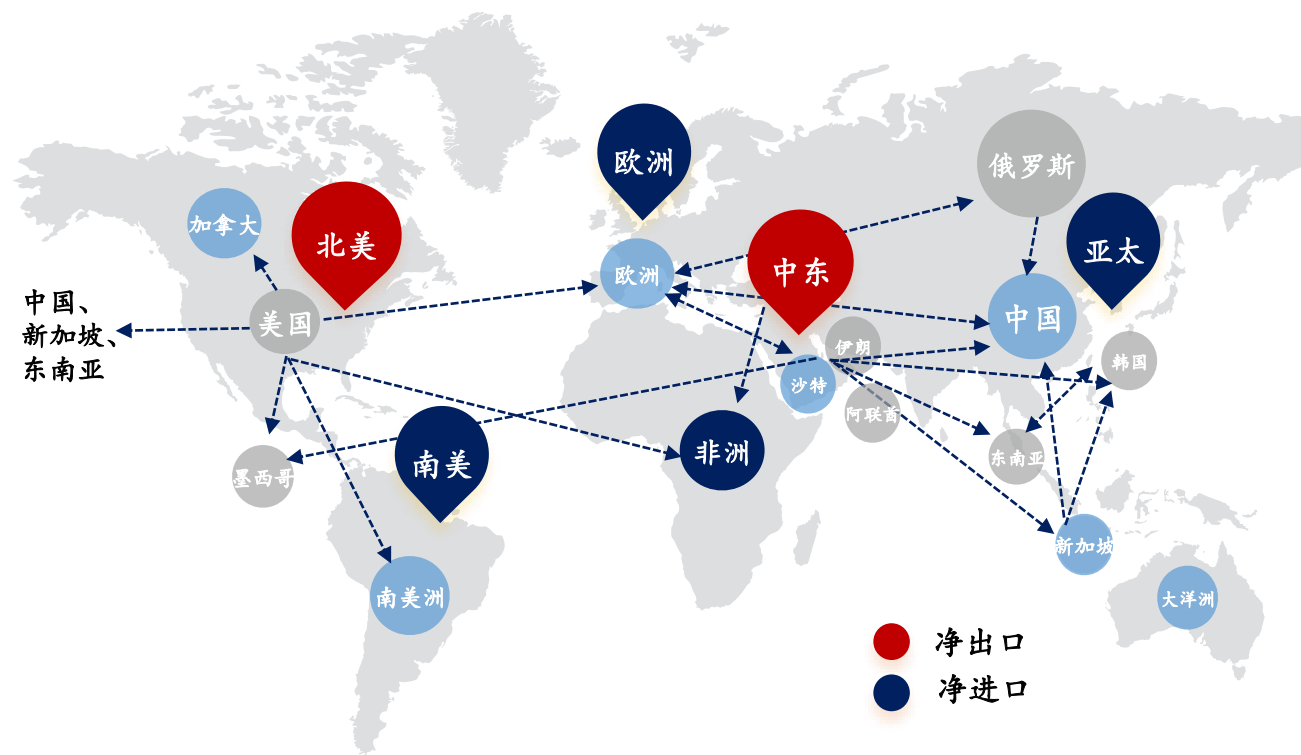 欧洲
俄罗斯
加拿大
北美
亚太
中东
欧洲
中国、
新加坡、
东南亚
美国
中国
伊朗
韩国
沙特
阿联酋
南美
非洲
东南亚
墨西哥
新加坡
南美洲
大洋洲
净出口
净进口